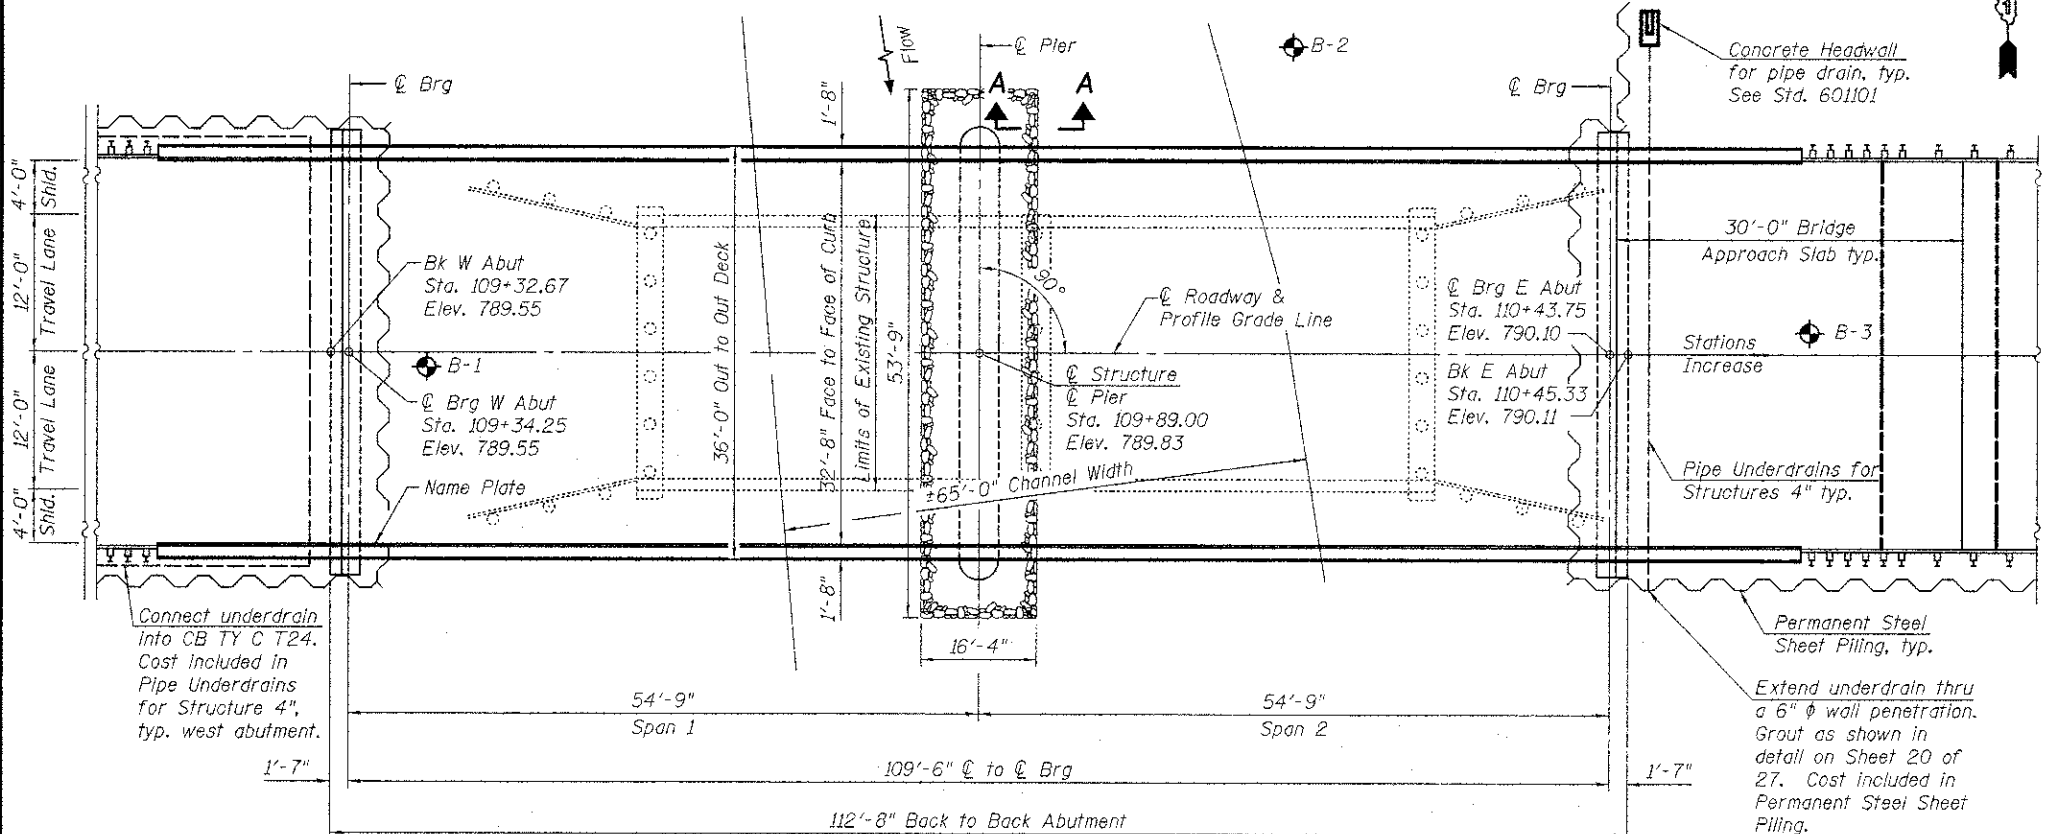 Flow
℄ Pier
B-2
Concrete Headwall
for pipe drain, typ.
See Std. 601101
℄ Brg
℄ Brg
A A
1'-8"
4'-0"
Shld.
12'-0"
Travel Lane
12'-0"
Travel Lane
4'-0"
Shld.
Bk W Abut
Sta. 109+32.67
Elev. 789.55
B-1
℄ Brg W Abut
Sta. 109+34.25
Elev. 789.55
Name Plate
36'-0" Out to Out Deck
32'-8" Face to Face of Curb
Limits of Existing Structure
53'-9"
90°
℄ Roadway &
Profile Grade Line
℄ Structure
℄ Pier
Sta. 109+89.00
Elev. 789.83
±65'-0" Channel Width
℄ Brg E Abut
Sta. 110+43.75
Elev. 790.10
Bk E Abut
Sta. 110+45.33
Elev. 790.11
30'-0" Bridge
Approach Slab typ.
B-3
Stations
Increase
Pipe Underdrains for
Structures 4" typ.
1'-8"
16'-4"
Connect underdrain
into CB TY C T24.
Cost included in
Pipe Underdrains
for Structure 4",
typ. west abutment.
Permanent Steel
Sheet Piling, typ.
Extend underdrain thru
a 6" ϕ wall penetration.
Grout as shown in
detail on Sheet 20 of
27. Cost included in
Permanent Steel Sheet
Piling.
54'-9"
Span 1
54'-9"
Span 2
1'-7"
109'-6" ℄ to ℄ Brg
1'-7"
112'-8" Back to Back Abutment